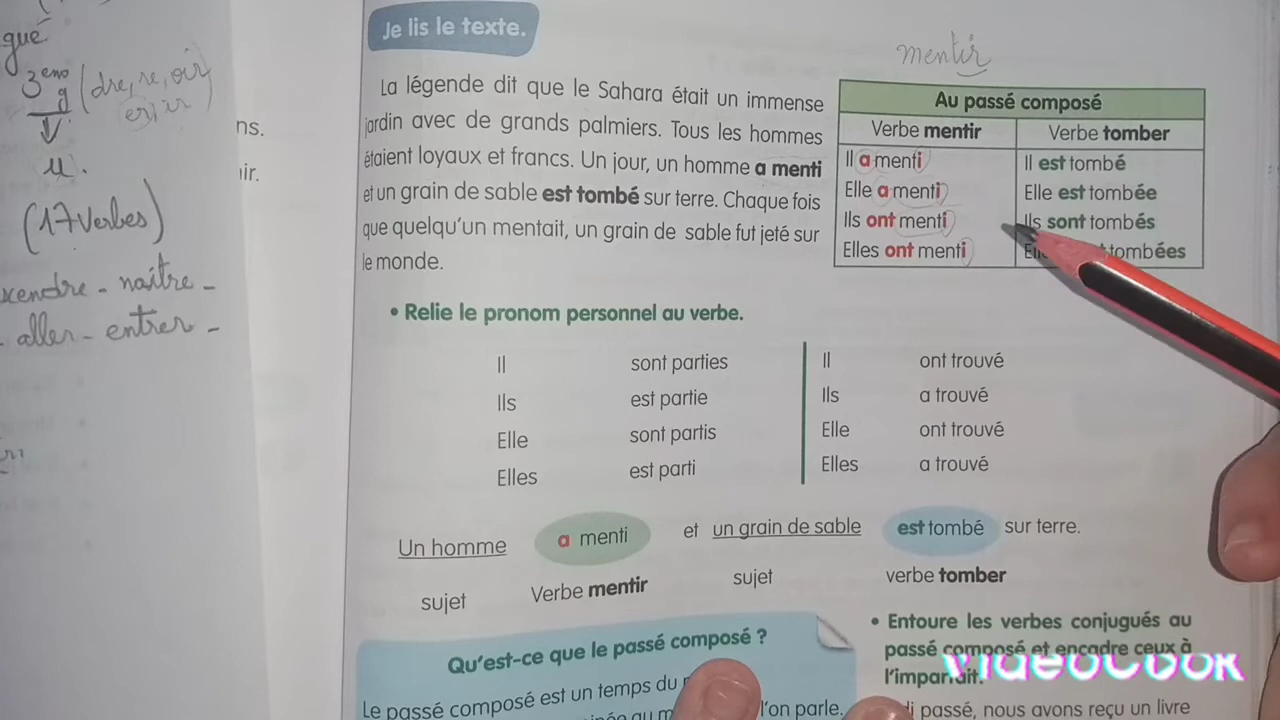 gué
3eme g (dre, re, oir
er, ir)
u.
(17 verbes)
naître -
aller - entrer -
ns.
ir.
Je lis le texte.
mentir
La légende dit que le Sahara était un immense
jardin avec de grands palmiers. Tous les hommes
étaient loyaux et francs. Un jour, un homme a menti
et un grain de sable est tombé sur terre. Chaque fois
que quelqu'un mentait, un grain de sable fut jeté sur
le monde.
Au passé composé
Verbe mentir Verbe tomber
Il a menti Il est tombé
Elle a menti Elle est tombée
Ils ont menti Ils sont tombés
Elles ont menti tombées
• Relie le pronom personnel au verbe.
Il sont parties Il ont trouvé
Ils est partie Ils a trouvé
Elle sont partis Elle ont trouvé
Elles est parti Elles a trouvé
Un homme a menti et un grain de sable est tombé sur terre.
sujet Verbe mentir sujet verbe tomber
Qu'est-ce que le passé composé ?
Le passé composé est un temps du
l'on parle.
• Entoure les verbes conjugués au
passé composé et encadre ceux à
l'imparfait.
passé, nous avons reçu un livre
VIDEOCOOK